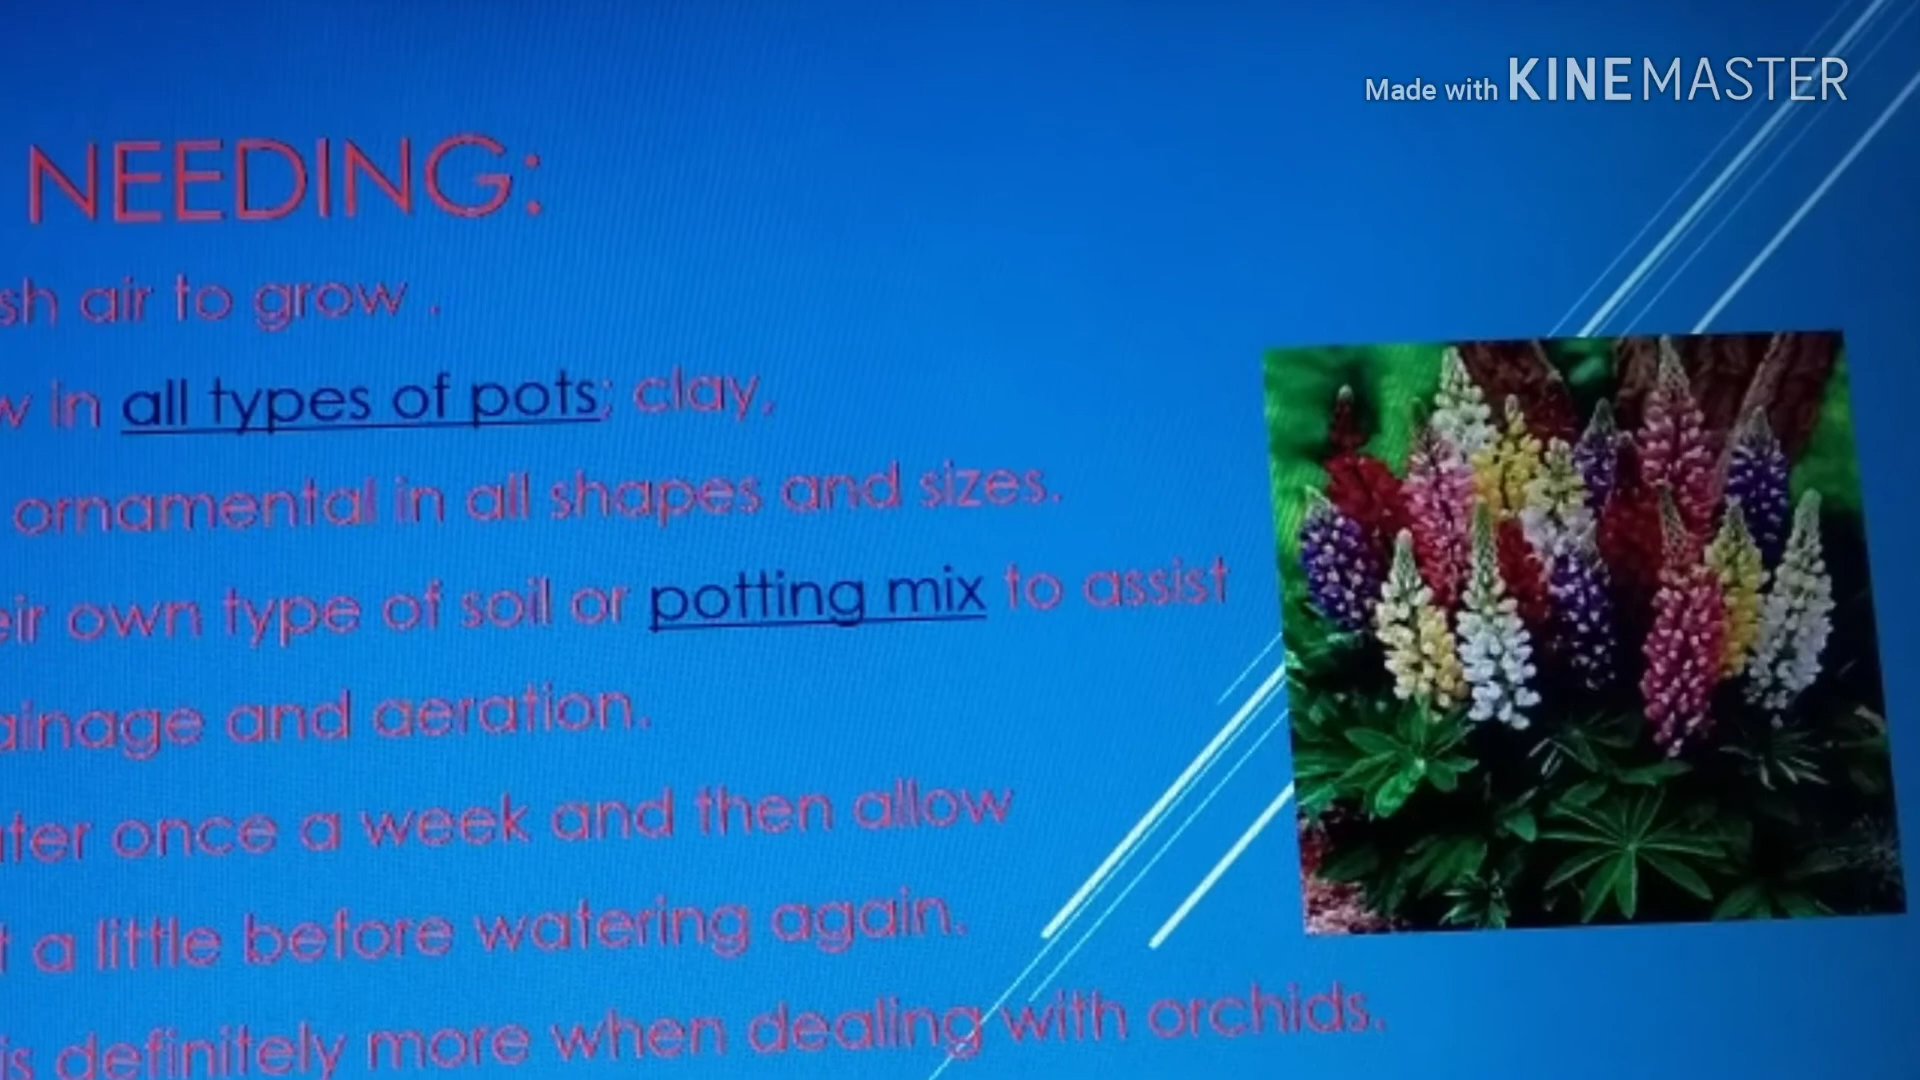 Made with KINEMASTER
NEEDING:
sh air to grow .
w in all types of pots; clay,
ornamental in all shapes and sizes.
eir own type of soil or potting mix to assist
ainage and aeration.
ater once a week and then allow
t a little before watering again.
is definitely more when dealing with orchids.